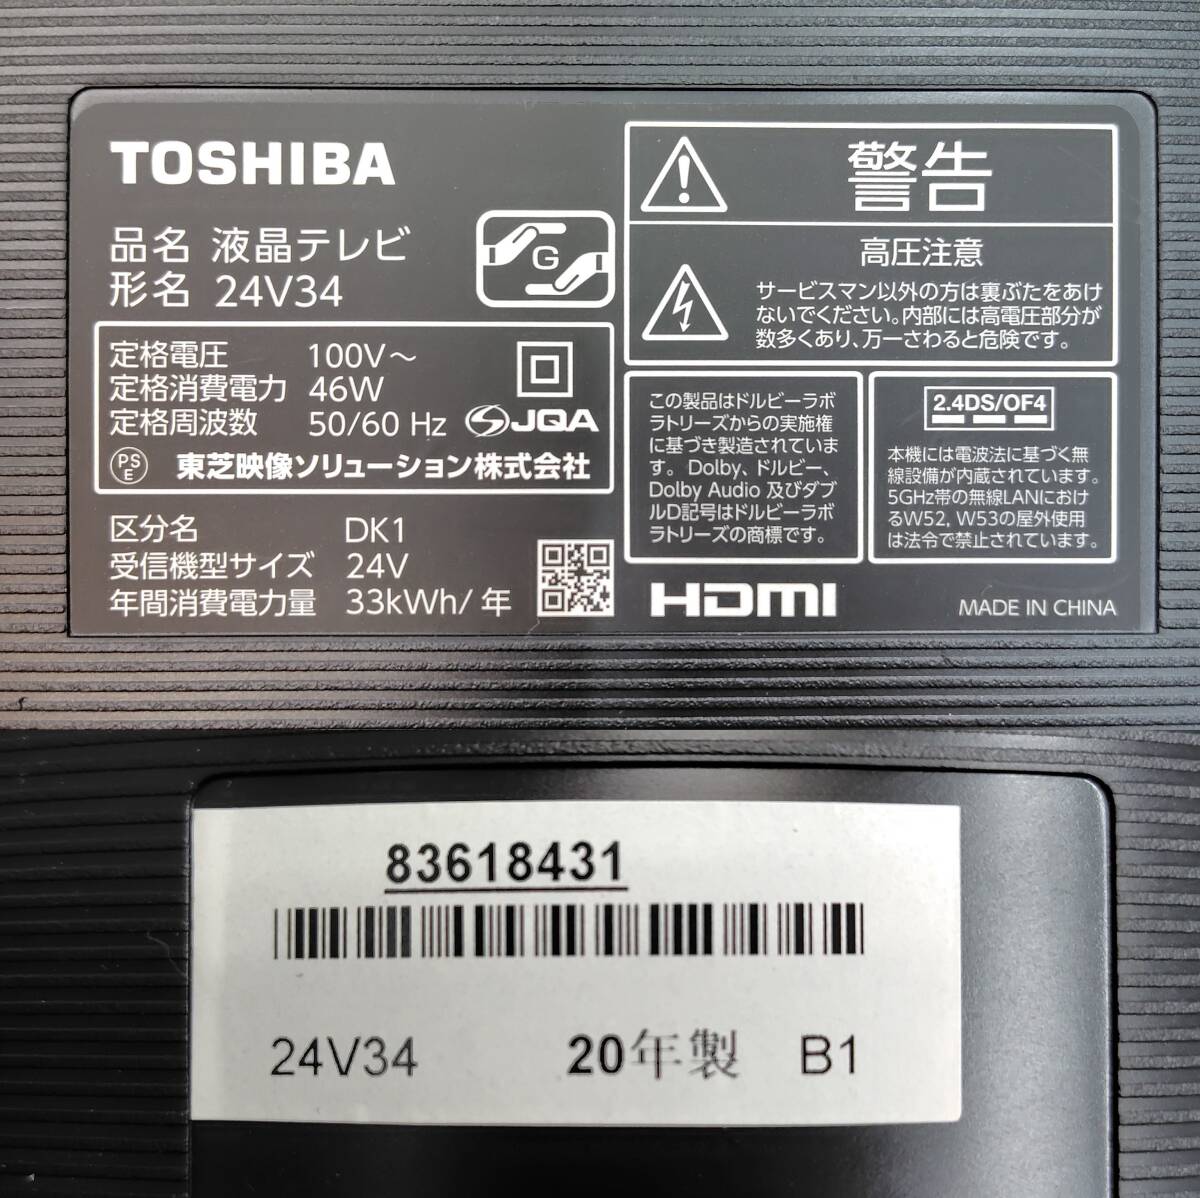 TOSHIBA
品名 液晶テレビ
形名 24V34
G
定格電圧 100V～
定格消費電力 46W
定格周波数 50/60 Hz
JQA
PSE 東芝映像ソリューション株式会社
区分名 DK1
受信機型サイズ 24V
年間消費電力量 33kWh/年
警告
高圧注意
サービスマン以外の方は裏ぶたをあけ
ないでください。内部には高電圧部分が
数多くあり、万一さわると危険です。
この製品はドルビーラボ
ラトリーズからの実施権
に基づき製造されていま
す。Dolby、ドルビー、
Dolby Audio 及びダブ
ルD記号はドルビーラボ
ラトリーズの商標です。
2.4DS/OF4
本機には電波法に基づく無
線設備が内蔵されています。
5GHz帯の無線LANにおけ
るW52, W53の屋外使用
は法令で禁止されています。
HDMI
MADE IN CHINA
83618431
24V34 20年製 B1